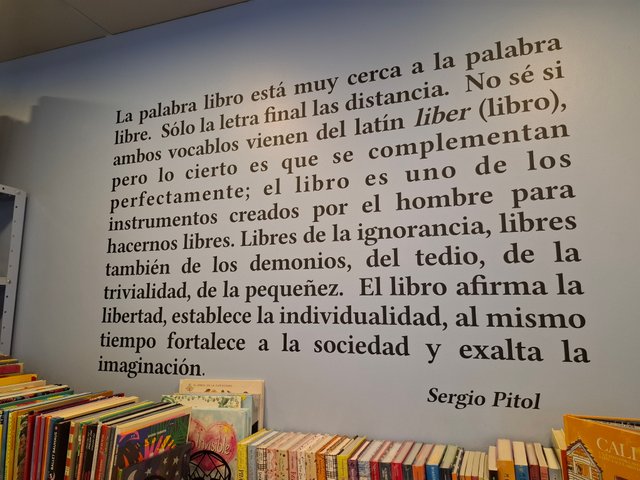 La palabra libro está muy cerca a la palabra
libre. Sólo la letra final las distancia. No sé si
ambos vocablos vienen del latín liber (libro),
pero lo cierto es que se complementan
perfectamente; el libro es uno de los
instrumentos creados por el hombre para
hacernos libres. Libres de la ignorancia, libres
también de los demonios, del tedio, de la
trivialidad, de la pequeñez. El libro afirma la
libertad, establece la individualidad, al mismo
tiempo fortalece a la sociedad y exalta la
imaginación.
Sergio Pitol